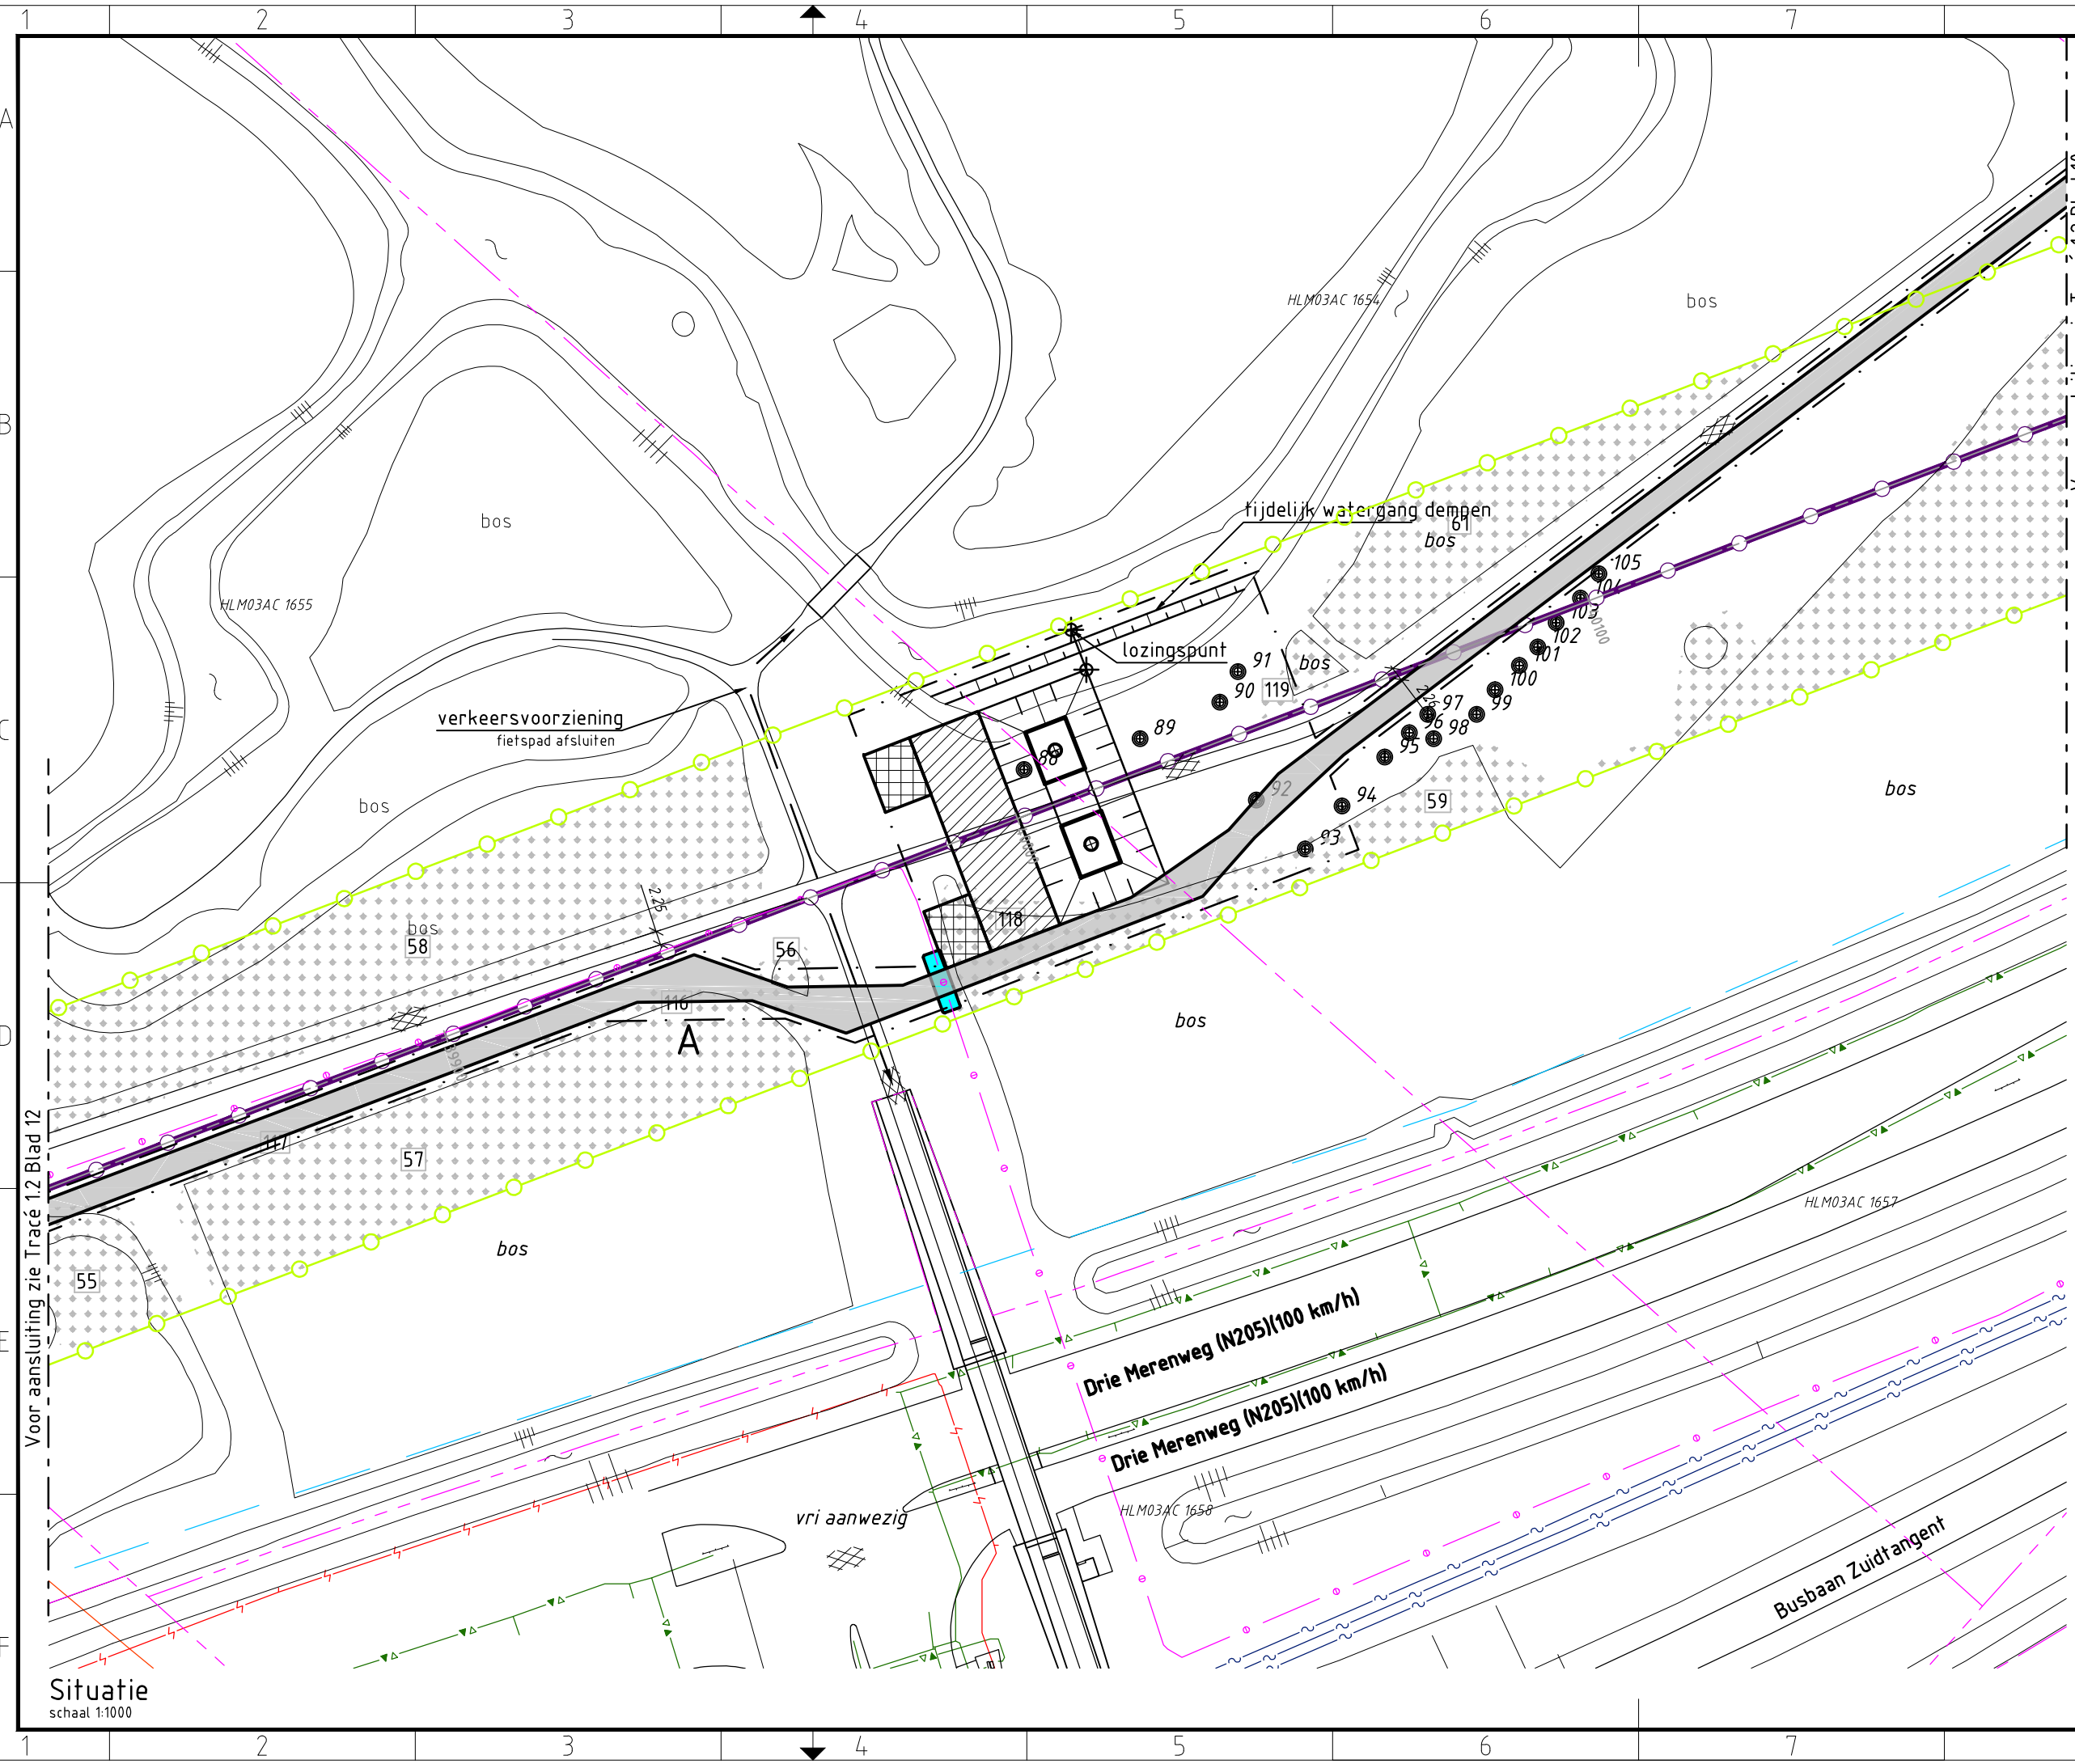 1 2 3 4 5 6 7
A
B
C
D
E
F
HLM03AC 1654
bos
bos
HLM03AC 1655
tijdelijk watergang dempen
61
bos
105
104
103
102
101
100
99
98
97
96
95
94
93
92
91
90
89
88
lozingspunt
bos
119
verkeersvoorziening
fietspad afsluiten
bos
59
bos
226
226
bos
58
56
118
116
A
bos
117
57
55
bos
Voor aansluiting zie Tracé 1.2 Blad 12
HLM03AC 1657
Drie Merenweg (N205)(100 km/h)
Drie Merenweg (N205)(100 km/h)
HLM03AC 1658
vri aanwezig
Busbaan Zuidtangent
Situatie
schaal 1:1000
1 2 3 4 5 6 7